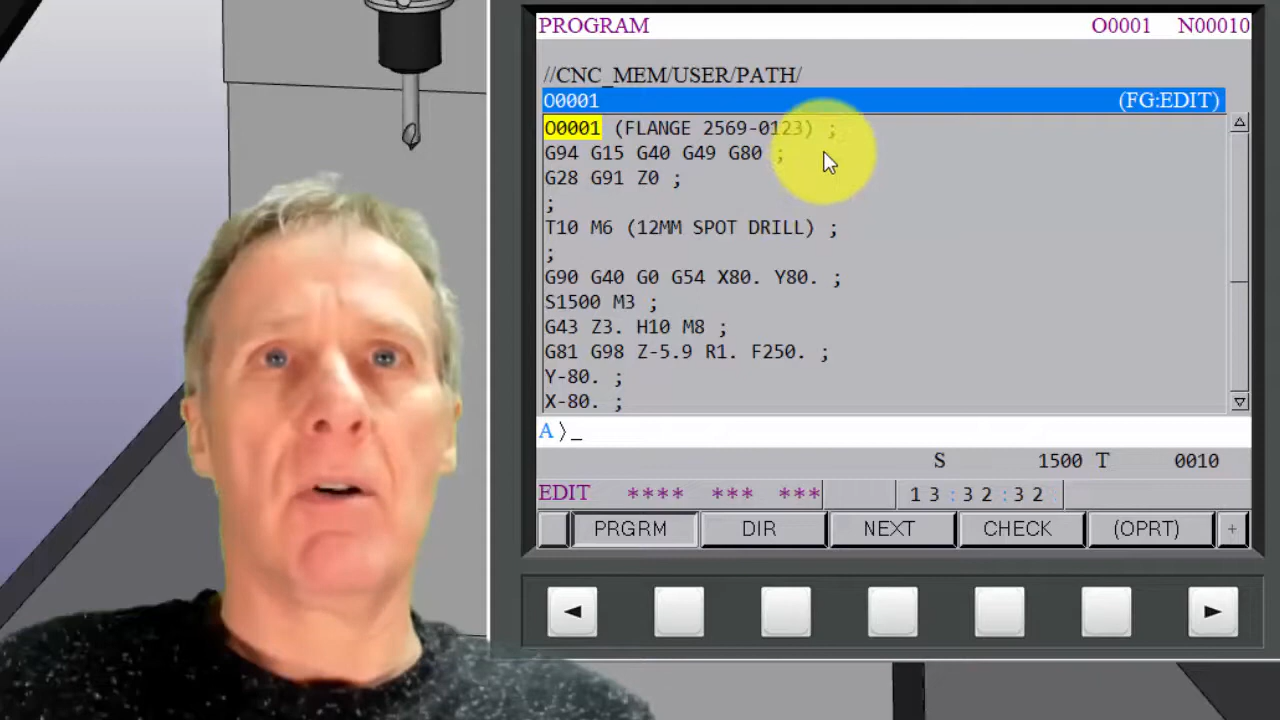 PROGRAM O0001 N00010
//CNC_MEM/USER/PATH/
O0001 (FG:EDIT)
O0001 (FLANGE 2569-0123) ;
G94 G15 G40 G49 G80 ;
G28 G91 Z0 ;
;
T10 M6 (12MM SPOT DRILL) ;
;
G90 G40 G0 G54 X80. Y80. ;
S1500 M3 ;
G43 Z3. H10 M8 ;
G81 G98 Z-5.9 R1. F250. ;
Y-80. ;
X-80. ;
A >_
S 1500 T 0010
EDIT **** *** *** 13:32:32
PRGRM DIR NEXT CHECK (OPRT) +